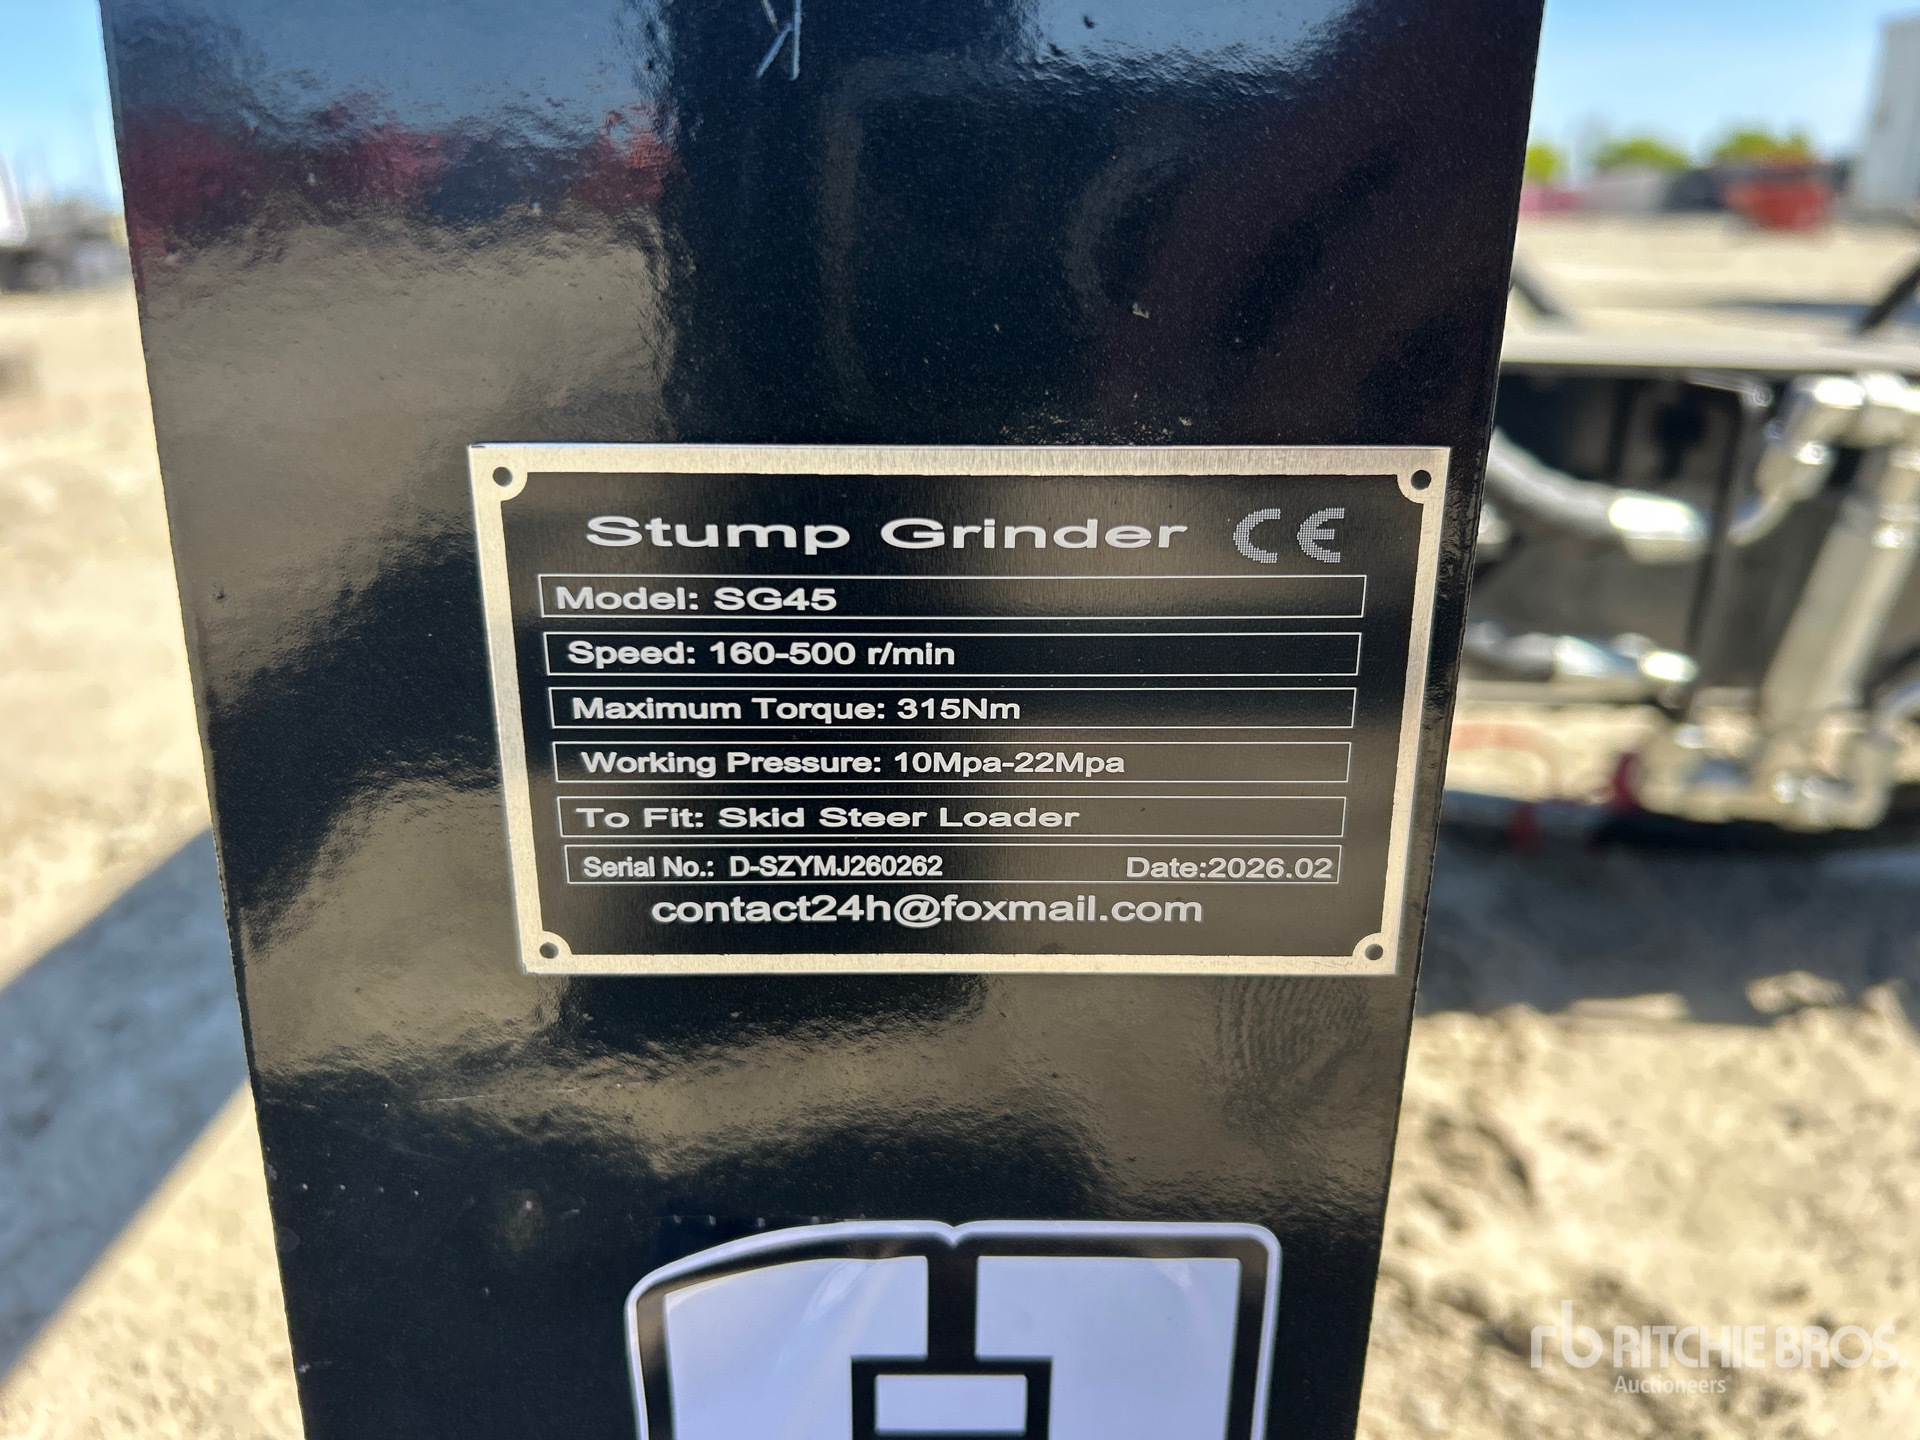 Stump Grinder CE
Model: SG45
Speed: 160-500 r/min
Maximum Torque: 315Nm
Working Pressure: 10Mpa-22Mpa
To Fit: Skid Steer Loader
Serial No.: D-SZYMJ260262 Date:2026.02
contact24h@foxmail.com
rb RITCHIE BROS.
Auctioneers